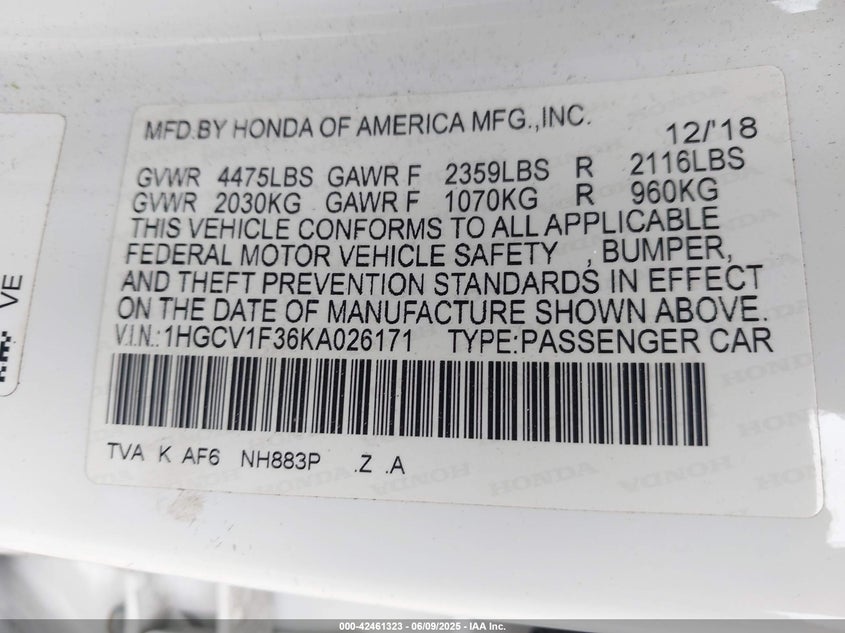 MFD.BY HONDA OF AMERICA MFG.,INC. 12/'18
GVWR 4475LBS GAWR F 2359LBS R 2116LBS
GVWR 2030KG GAWR F 1070KG R 960KG
THIS VEHICLE CONFORMS TO ALL APPLICABLE
FEDERAL MOTOR VEHICLE SAFETY , BUMPER,
AND THEFT PREVENTION STANDARDS IN EFFECT
ON THE DATE OF MANUFACTURE SHOWN ABOVE.
V.I.N.:1HGCV1F36KA026171 TYPE:PASSENGER CAR
TVA K AF6 NH883P .Z .A
VE
000-42461323 | 06/09/2025 | IAA Inc.